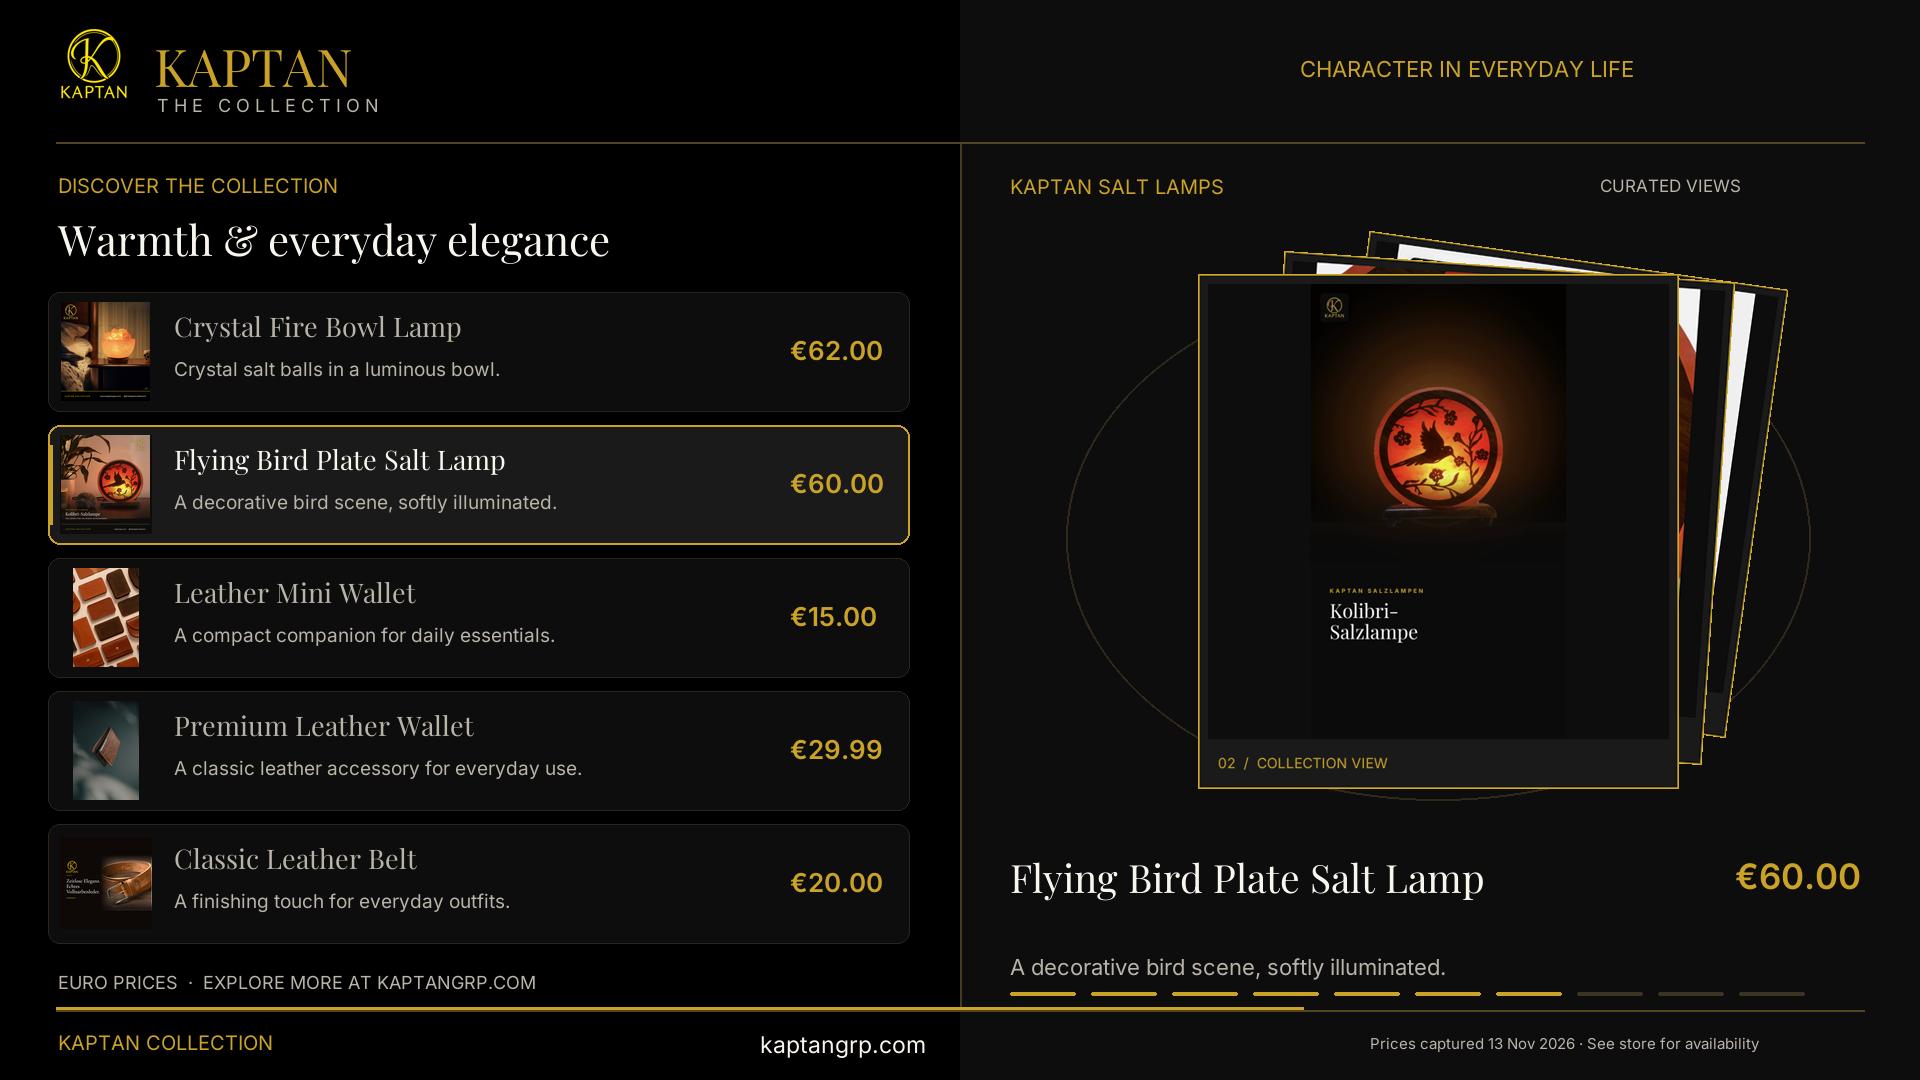 KAPTAN
KAPTAN
THE COLLECTION
CHARACTER IN EVERYDAY LIFE
DISCOVER THE COLLECTION
Warmth & everyday elegance
Crystal Fire Bowl Lamp
Crystal salt balls in a luminous bowl.
€62.00
Flying Bird Plate Salt Lamp
A decorative bird scene, softly illuminated.
€60.00
Leather Mini Wallet
A compact companion for daily essentials.
€15.00
Premium Leather Wallet
A classic leather accessory for everyday use.
€29.99
Classic Leather Belt
A finishing touch for everyday outfits.
€20.00
EURO PRICES · EXPLORE MORE AT KAPTANGRP.COM
KAPTAN SALT LAMPS
CURATED VIEWS
KAPTAN
KAPTAN SALZLAMPEN
Kolibri-
Salzlampe
02 / COLLECTION VIEW
Flying Bird Plate Salt Lamp
€60.00
A decorative bird scene, softly illuminated.
KAPTAN COLLECTION
kaptangrp.com
Prices captured 13 Nov 2026 · See store for availability